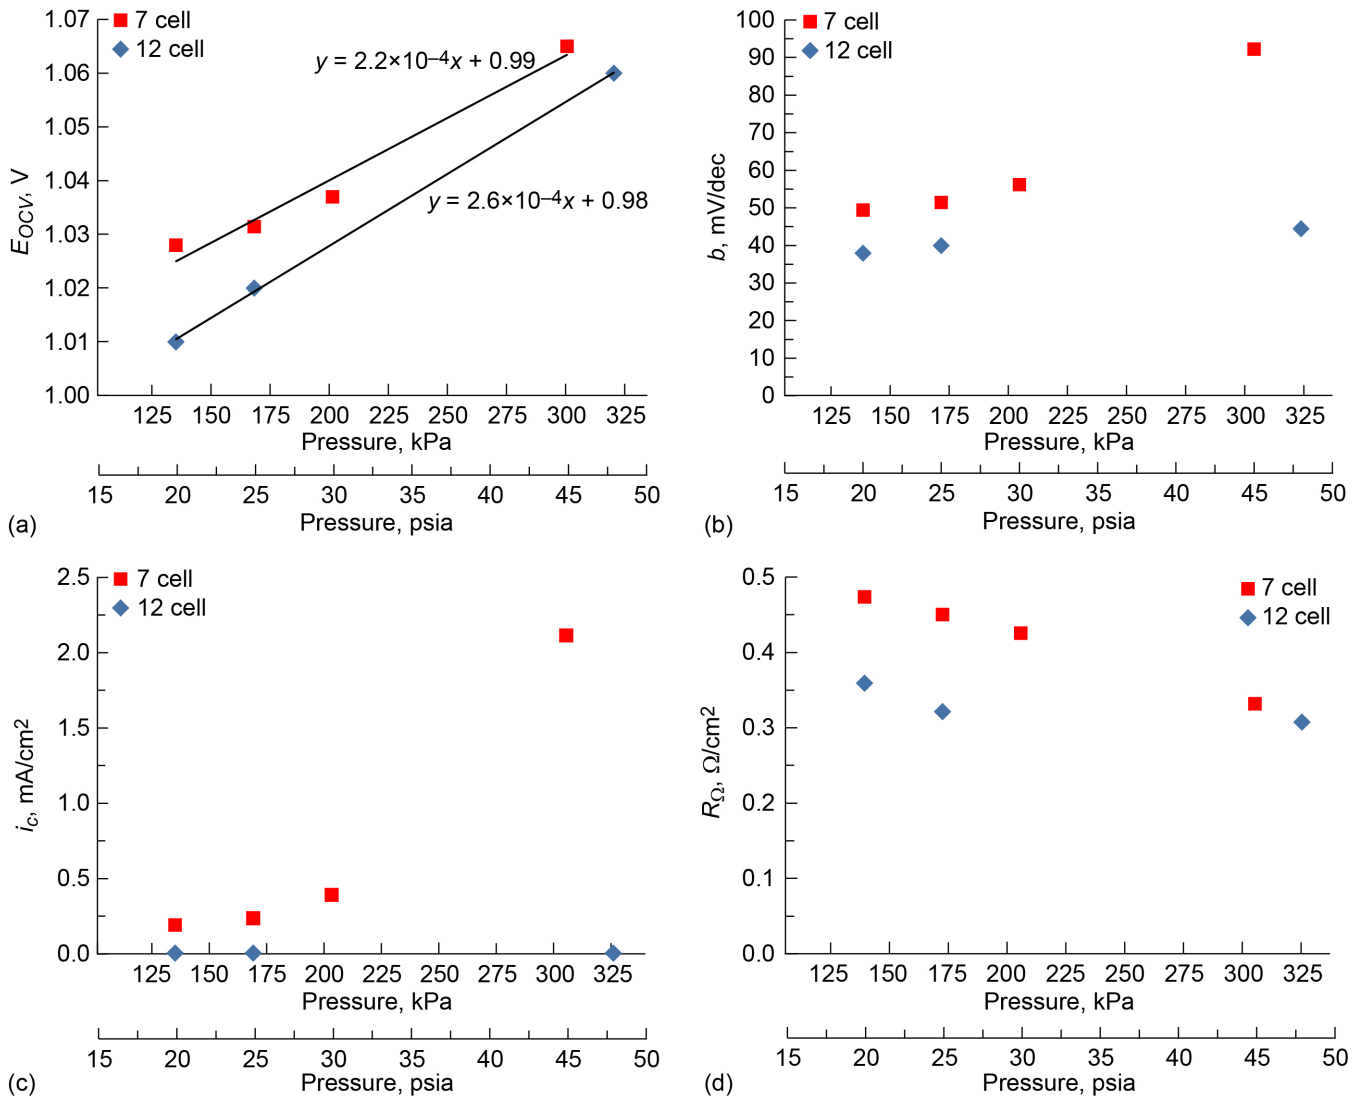 1.07
1.06
1.05
1.04
1.03
1.02
1.01
1.00
E_OCV, V
7 cell
12 cell
y = 2.2×10⁻⁴x + 0.99
y = 2.6×10⁻⁴x + 0.98
125 150 175 200 225 250 275 300 325
Pressure, kPa
15 20 25 30 35 40 45 50
Pressure, psia
(a)
100
90
80
70
60
50
40
30
20
10
0
b, mV/dec
7 cell
12 cell
125 150 175 200 225 250 275 300 325
Pressure, kPa
15 20 25 30 35 40 45 50
Pressure, psia
(b)
2.5
2.0
1.5
1.0
0.5
0.0
i_c, mA/cm²
7 cell
12 cell
125 150 175 200 225 250 275 300 325
Pressure, kPa
15 20 25 30 35 40 45 50
Pressure, psia
(c)
0.5
0.4
0.3
0.2
0.1
0.0
R_Ω, Ω/cm²
7 cell
12 cell
125 150 175 200 225 250 275 300 325
Pressure, kPa
15 20 25 30 35 40 45 50
Pressure, psia
(d)